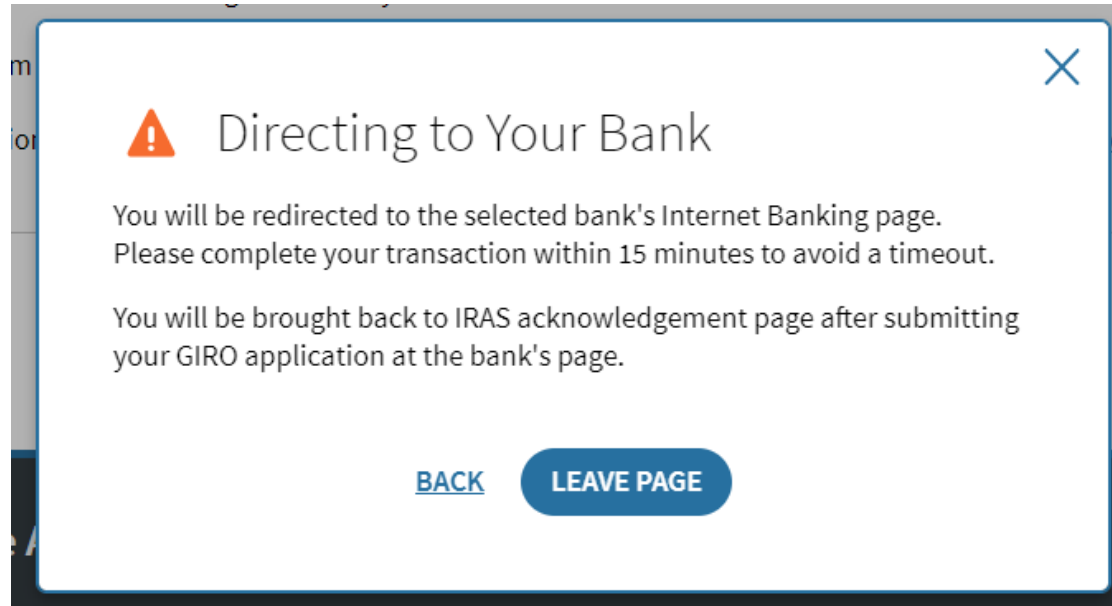 Directing to Your Bank
You will be redirected to the selected bank's Internet Banking page.
Please complete your transaction within 15 minutes to avoid a timeout.
You will be brought back to IRAS acknowledgement page after submitting
your GIRO application at the bank's page.
BACK LEAVE PAGE